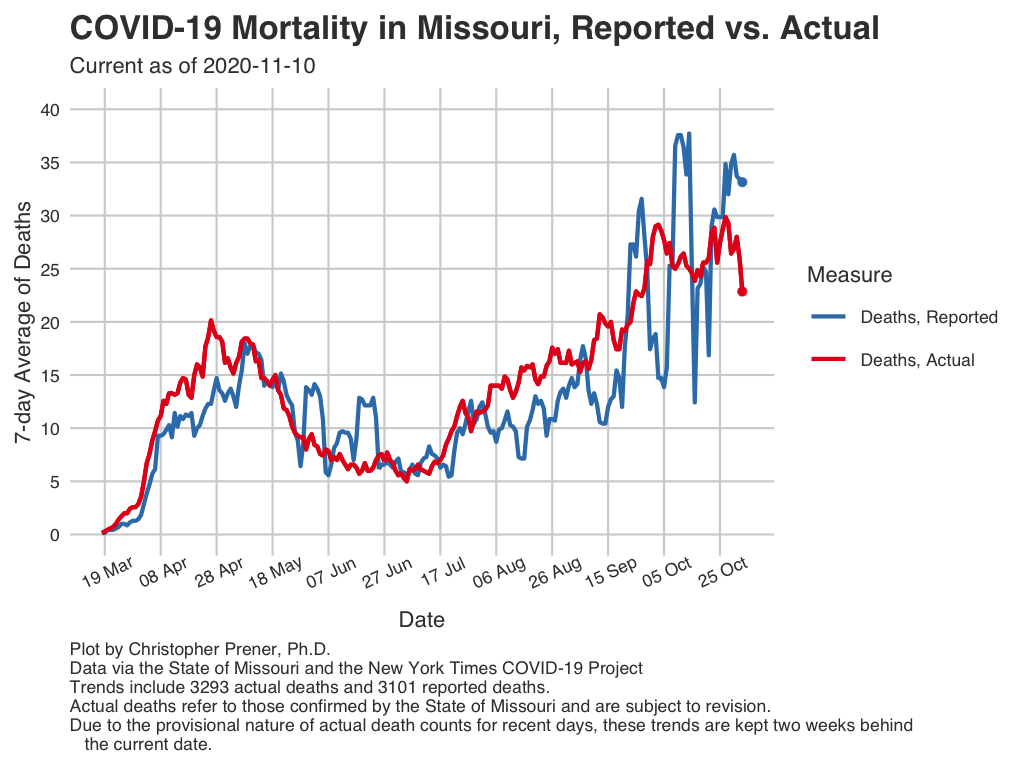 COVID-19 Mortality in Missouri, Reported vs. Actual
Current as of 2020-11-10
7-day Average of Deaths
40
35
30
25
20
15
10
5
0
19 Mar
08 Apr
28 Apr
18 May
07 Jun
27 Jun
17 Jul
06 Aug
26 Aug
15 Sep
05 Oct
25 Oct
Date
Measure
Deaths, Reported
Deaths, Actual
Plot by Christopher Prener, Ph.D.
Data via the State of Missouri and the New York Times COVID-19 Project
Trends include 3293 actual deaths and 3101 reported deaths.
Actual deaths refer to those confirmed by the State of Missouri and are subject to revision.
Due to the provisional nature of actual death counts for recent days, these trends are kept two weeks behind
the current date.